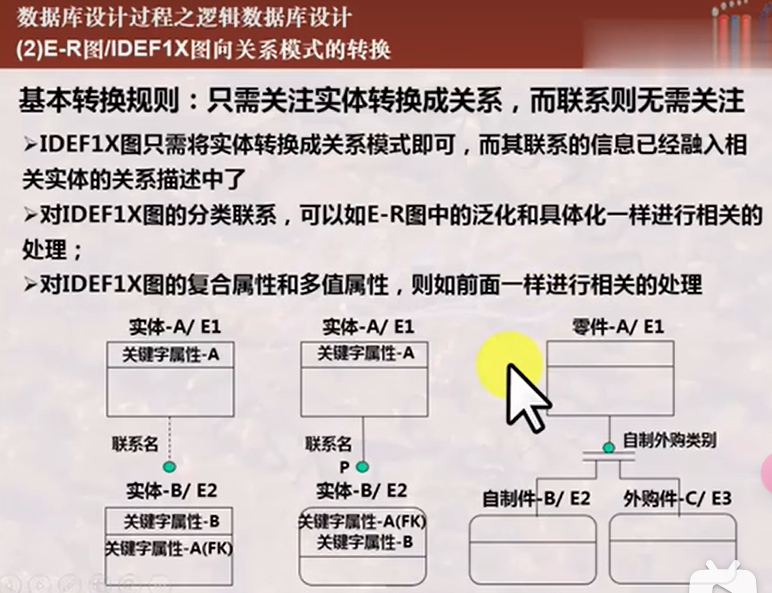 数据库设计过程之逻辑数据库设计
(2)E-R图/IDEF1X图向关系模式的转换
基本转换规则：只需关注实体转换成关系，而联系则无需关注
➢IDEF1X图只需将实体转换成关系模式即可，而其联系的信息已经融入相
关实体的关系描述中了
➢对IDEF1X图的分类联系，可以如E-R图中的泛化和具体化一样进行相关的
处理；
➢对IDEF1X图的复合属性和多值属性，则如前面一样进行相关的处理
实体-A/ E1
关键字属性-A
联系名
实体-B/ E2
关键字属性-B
关键字属性-A(FK)
实体-A/ E1
关键字属性-A
联系名
P
实体-B/ E2
关键字属性-A(FK)
关键字属性-B
零件-A/ E1
自制外购类别
自制件-B/ E2
外购件-C/ E3